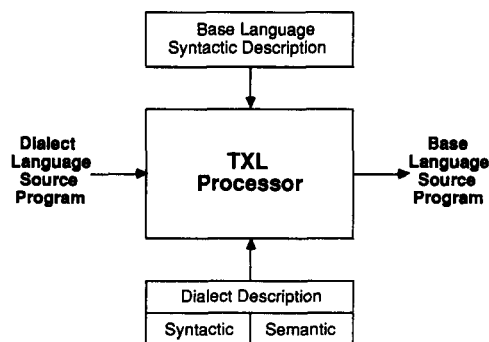 Base Language
Syntactic Description
Dialect
Language
Source
Program
TXL
Processor
Base
Language
Source
Program
Dialect Description
Syntactic
Semantic